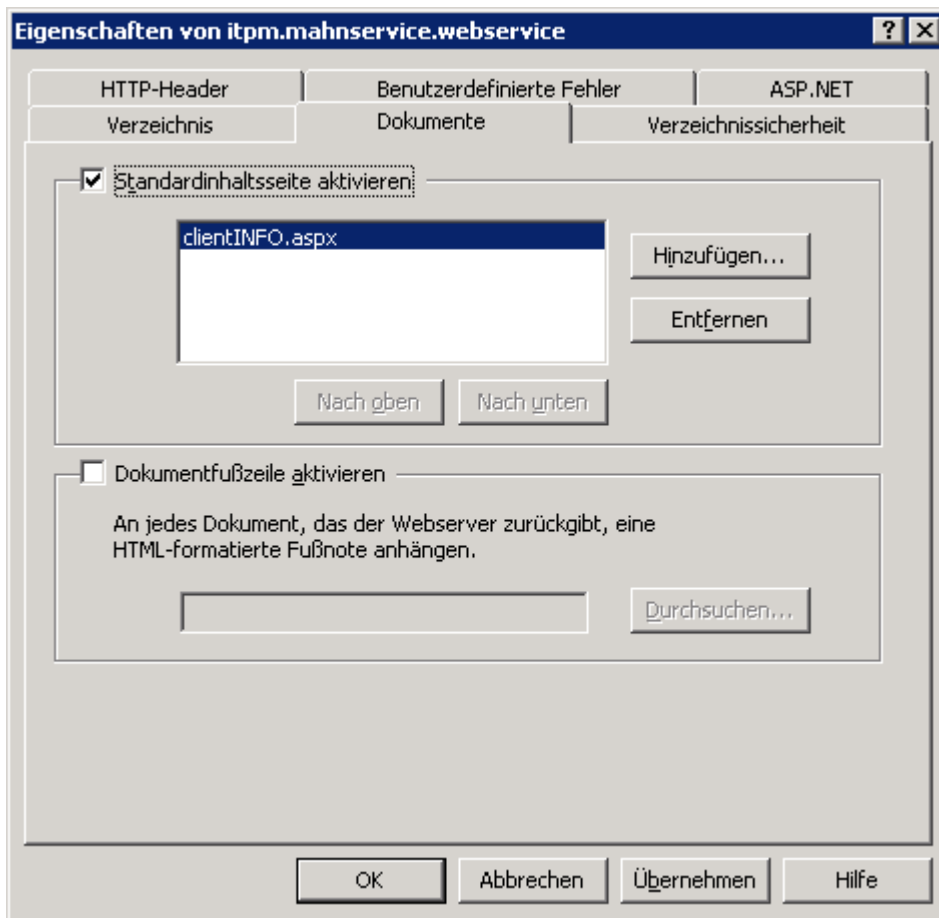 Eigenschaften von itpm.mahnservice.webservice
HTTP-Header Benutzerdefinierte Fehler ASP.NET
Verzeichnis Dokumente Verzeichnissicherheit
Standardinhaltsseite aktivieren
clientINFO.aspx
Hinzufügen...
Entfernen
Nach oben Nach unten
Dokumentfußzeile aktivieren
An jedes Dokument, das der Webserver zurückgibt, eine
HTML-formatierte Fußnote anhängen.
Durchsuchen...
OK Abbrechen Übernehmen Hilfe